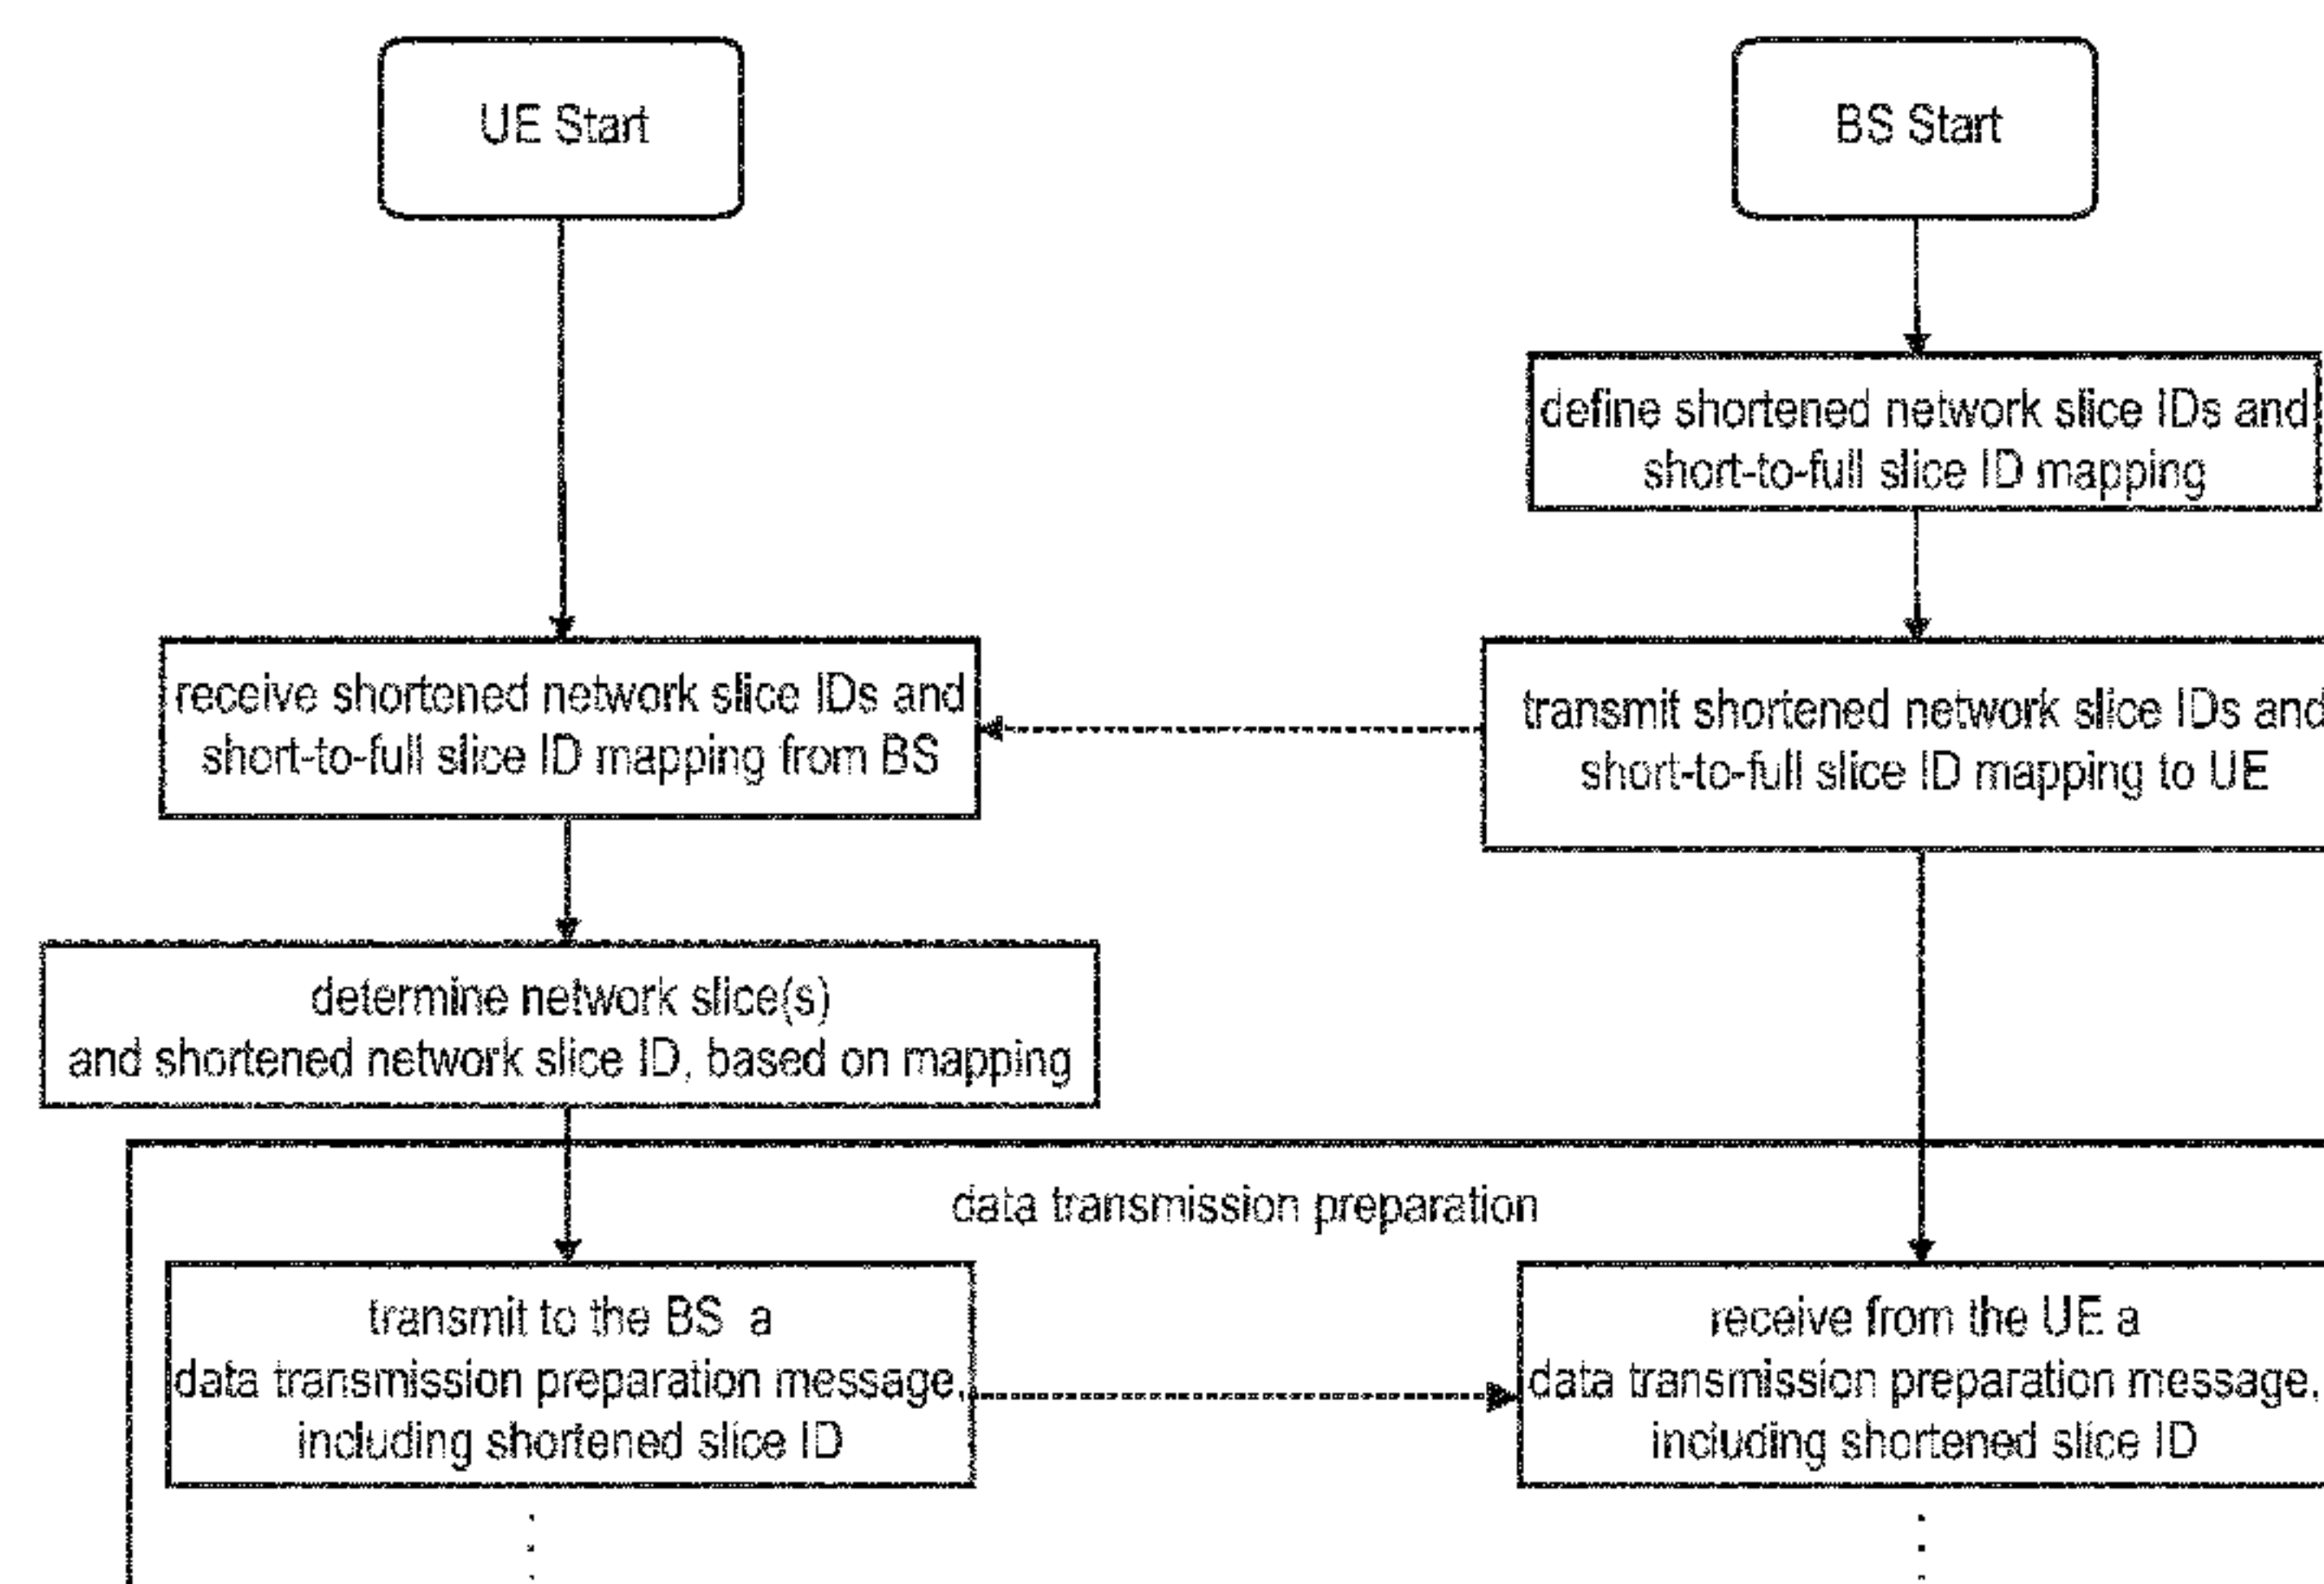 UE Start
BS Start
define shortened network slice IDs and
short-to-full slice ID mapping
receive shortened network slice IDs and
short-to-full slice ID mapping from BS
transmit shortened network slice IDs and
short-to-full slice ID mapping to UE
determine network slice(s)
and shortened network slice ID, based on mapping
data transmission preparation
transmit to the BS a
data transmission preparation message,
including shortened slice ID
receive from the UE a
data transmission preparation message,
including shortened slice ID